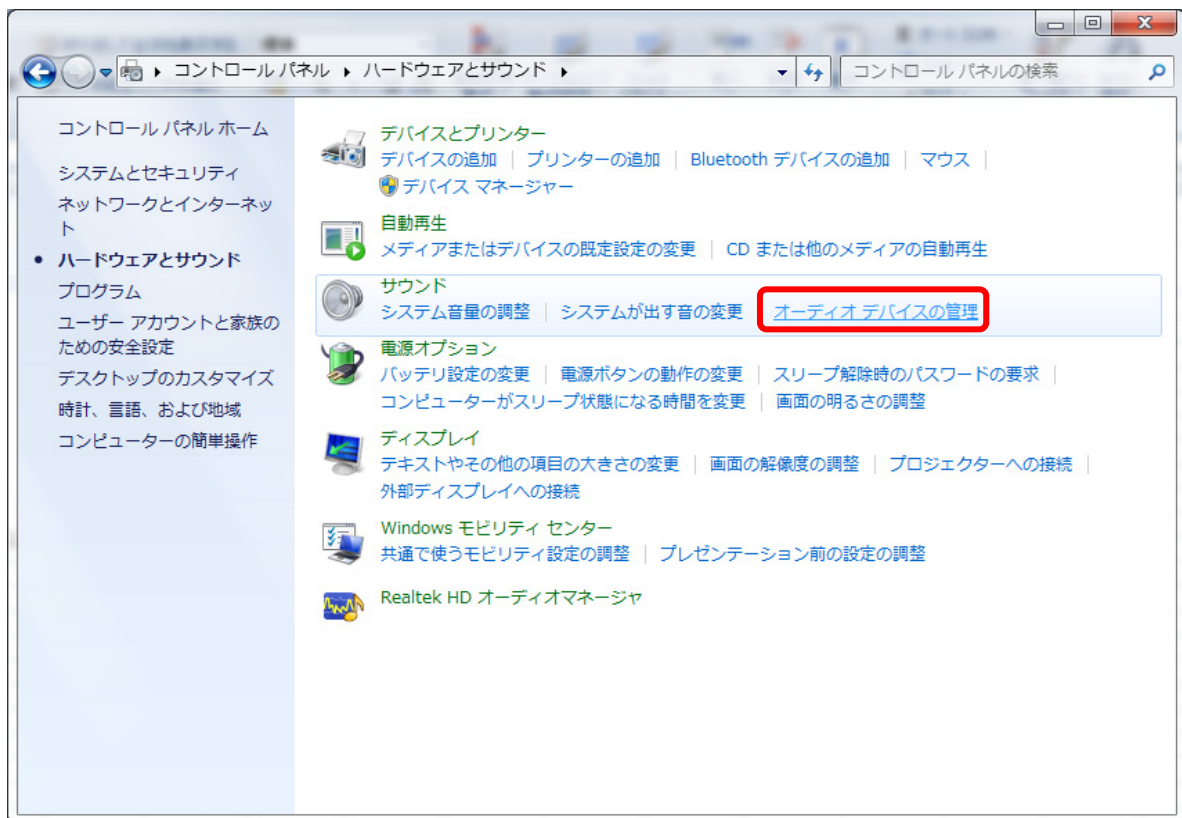 コントロール パネル ▸ ハードウェアとサウンド ▸
コントロール パネルの検索
コントロール パネル ホーム
システムとセキュリティ
ネットワークとインターネッ
ト
ハードウェアとサウンド
プログラム
ユーザー アカウントと家族の
ための安全設定
デスクトップのカスタマイズ
時計、言語、および地域
コンピューターの簡単操作
デバイスとプリンター
デバイスの追加 | プリンターの追加 | Bluetooth デバイスの追加 | マウス |
デバイス マネージャー
自動再生
メディアまたはデバイスの既定設定の変更 | CD または他のメディアの自動再生
サウンド
システム音量の調整 | システムが出す音の変更 | オーディオ デバイスの管理
電源オプション
バッテリ設定の変更 | 電源ボタンの動作の変更 | スリープ解除時のパスワードの要求 |
コンピューターがスリープ状態になる時間を変更 | 画面の明るさの調整
ディスプレイ
テキストやその他の項目の大きさの変更 | 画面の解像度の調整 | プロジェクターへの接続 |
外部ディスプレイへの接続
Windows モビリティ センター
共通で使うモビリティ設定の調整 | プレゼンテーション前の設定の調整
Realtek HD オーディオマネージャ